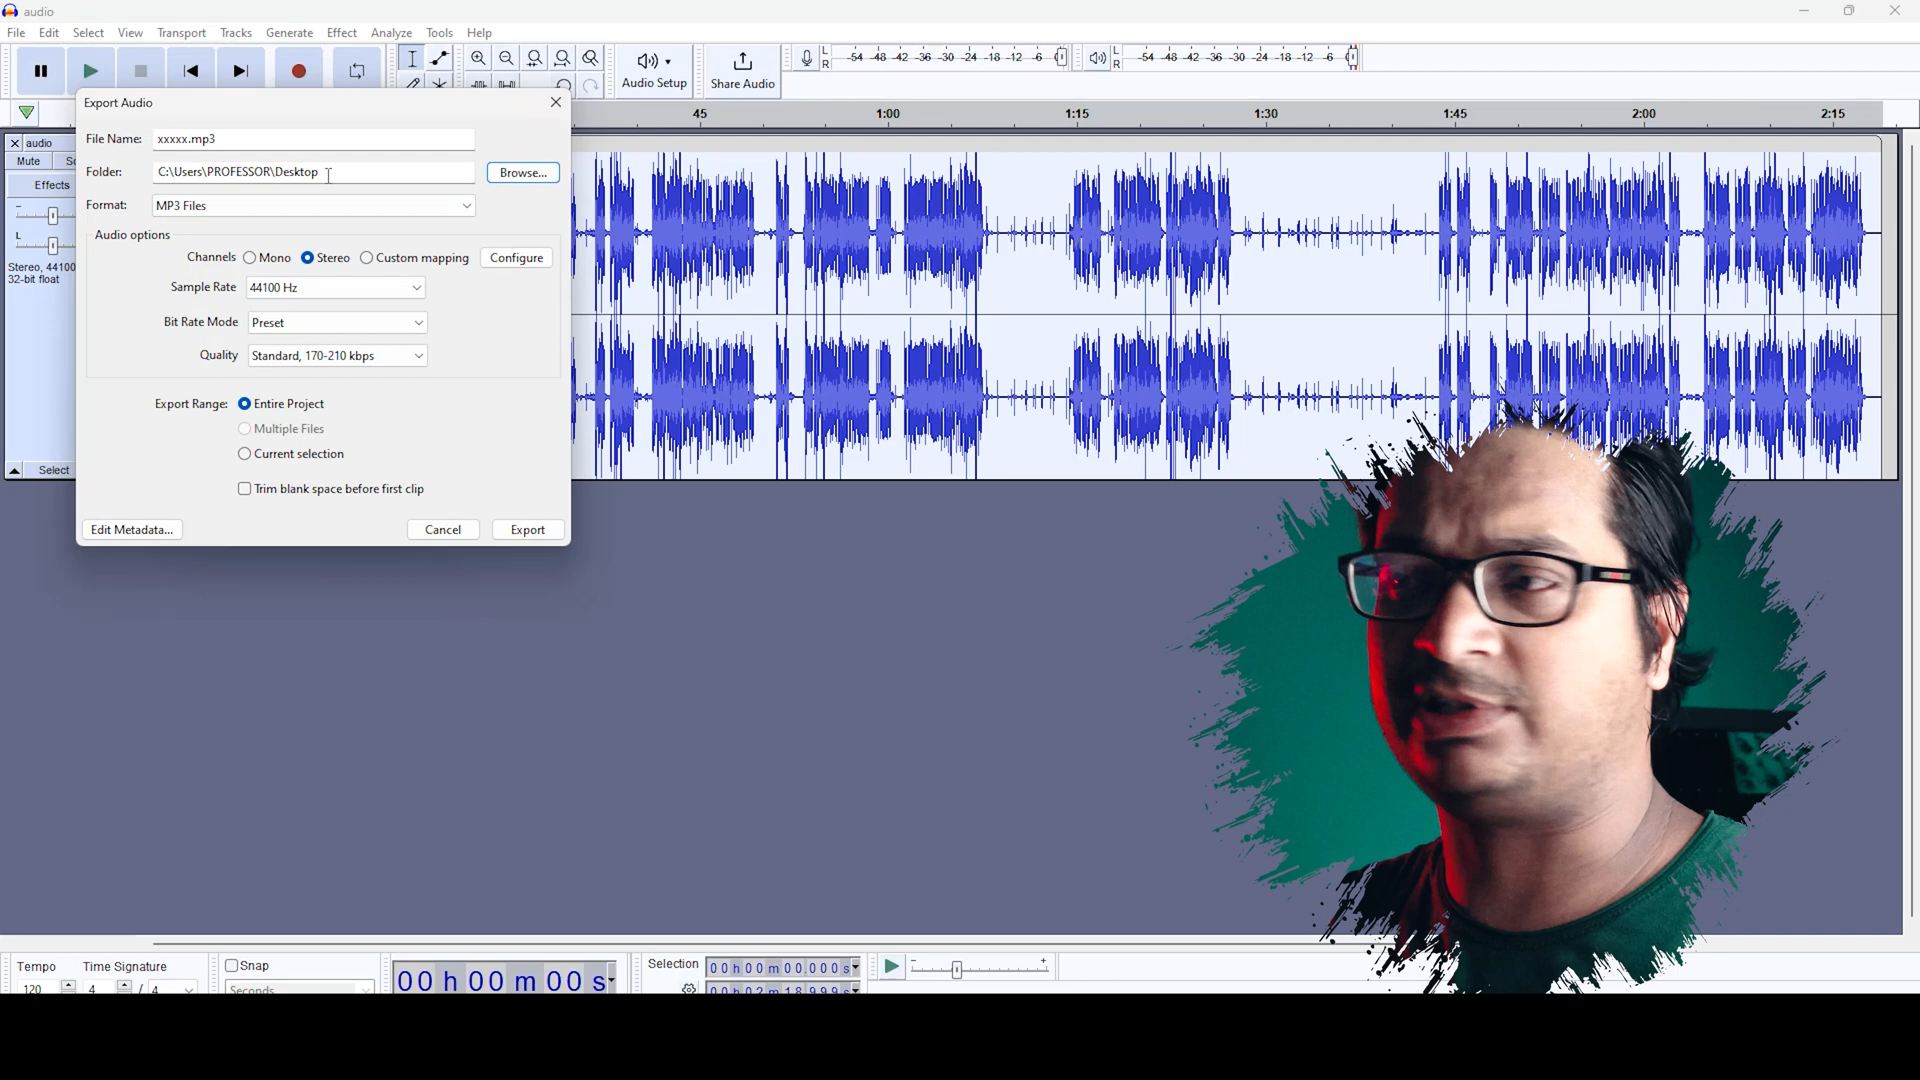 audio
File Edit Select View Transport Tracks Generate Effect Analyze Tools Help
Audio Setup
Share Audio
L R -54 -48 -42 -36 -30 -24 -18 -12 -6
L R -54 -48 -42 -36 -30 -24 -18 -12 -6
45 1:00 1:15 1:30 1:45 2:00 2:15
audio
Mute
Effects
L
Stereo, 44100
32-bit float
Select
Export Audio
File Name: xxxxx.mp3
Folder: C:\Users\PROFESSOR\Desktop Browse...
Format: MP3 Files
Audio options
Channels Mono Stereo Custom mapping Configure
Sample Rate 44100 Hz
Bit Rate Mode Preset
Quality Standard, 170-210 kbps
Export Range: Entire Project
Multiple Files
Current selection
Trim blank space before first clip
Edit Metadata... Cancel Export
Tempo Time Signature Snap
120 4 / 4 Seconds
00 h 00 m 00 s
Selection 00 h 00 m 00.000 s
00 h 02 m 18.999 s